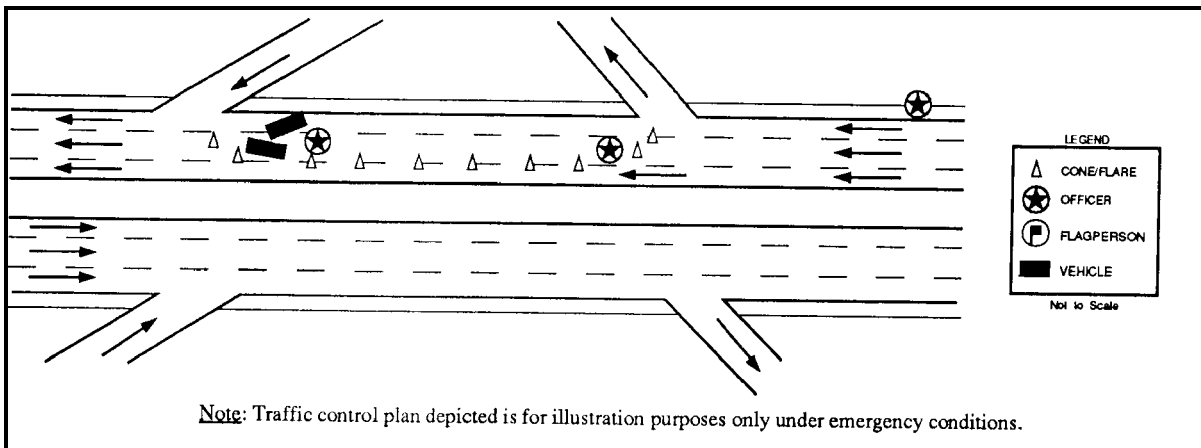 LEGEND
CONE/FLARE
OFFICER
FLAGPERSON
VEHICLE
Not to Scale
Note: Traffic control plan depicted is for illustration purposes only under emergency conditions.